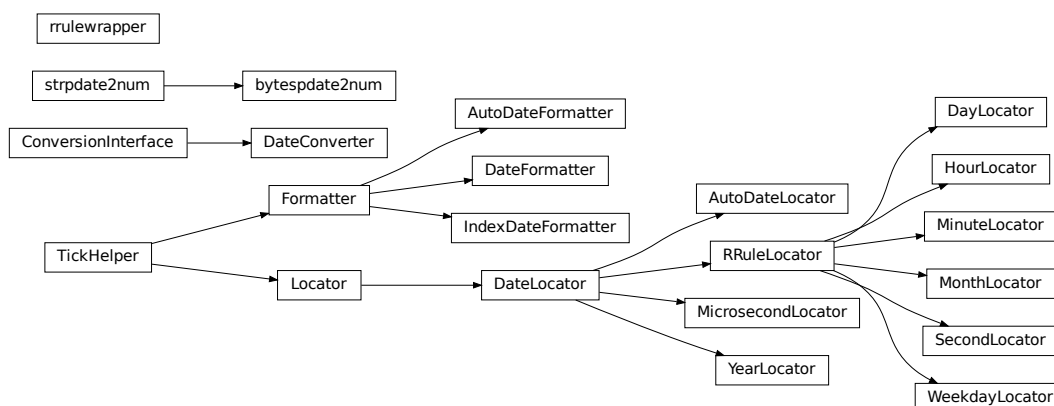 rrulewrapper
strpdate2num
bytespdate2num
ConversionInterface
DateConverter
TickHelper
Formatter
Locator
AutoDateFormatter
DateFormatter
IndexDateFormatter
DateLocator
AutoDateLocator
RRuleLocator
MicrosecondLocator
YearLocator
DayLocator
HourLocator
MinuteLocator
MonthLocator
SecondLocator
WeekdayLocator